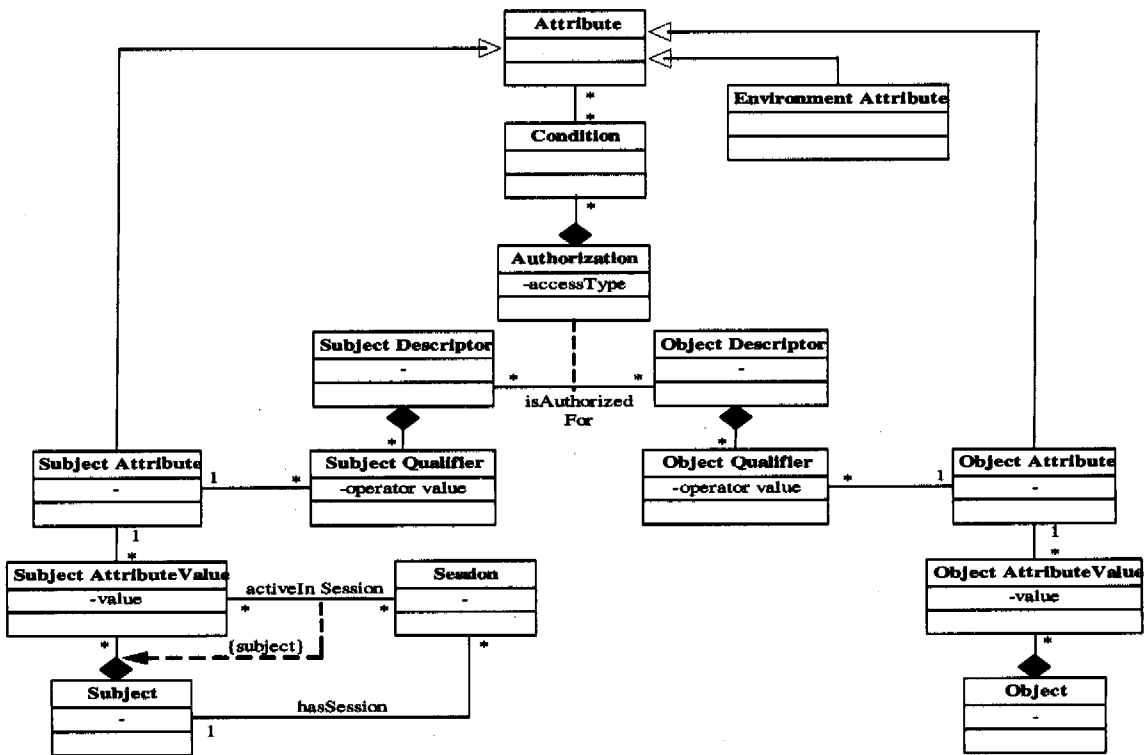 Attribute
Environment Attribute
*
*
Condition
*
Authorization
-accessType
Subject Descriptor
-
Object Descriptor
-
*
*
isAuthorized
For
*
*
Subject Attribute
-
1
*
Subject Qualifier
-operator value
Object Qualifier
-operator value
*
1
Object Attribute
-
1
*
1
*
Subject AttributeValue
-value
activeIn Session
*
*
Session
-
Object AttributeValue
-value
*
{subject}
*
*
Subject
-
hasSession
1
Object
-